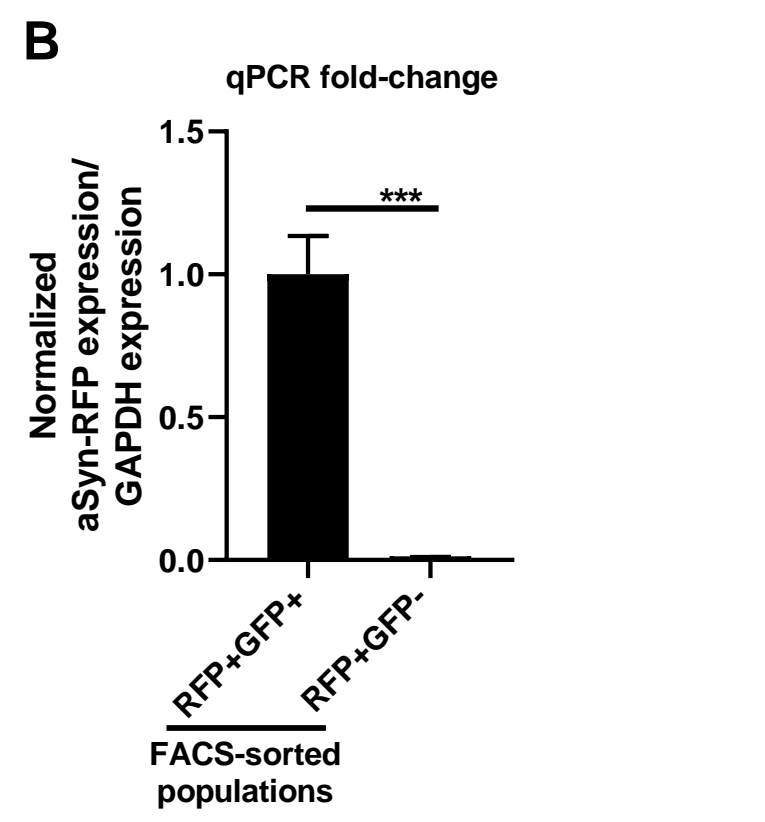 B
qPCR fold-change
Normalized
aSyn-RFP expression/
GAPDH expression
1.5
1.0
0.5
0.0
***
RFP+GFP+
RFP+GFP-
FACS-sorted
populations